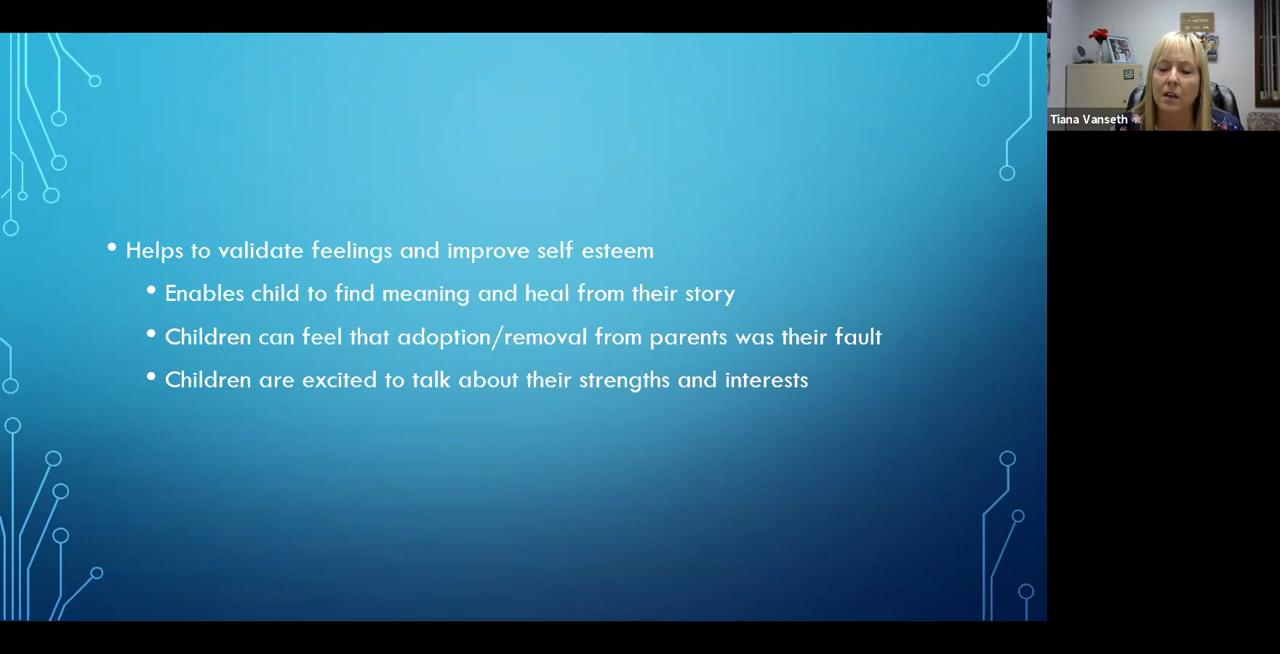 Helps to validate feelings and improve self esteem
Enables child to find meaning and heal from their story
Children can feel that adoption/removal from parents was their fault
Children are excited to talk about their strengths and interests
Tiana Vanseth